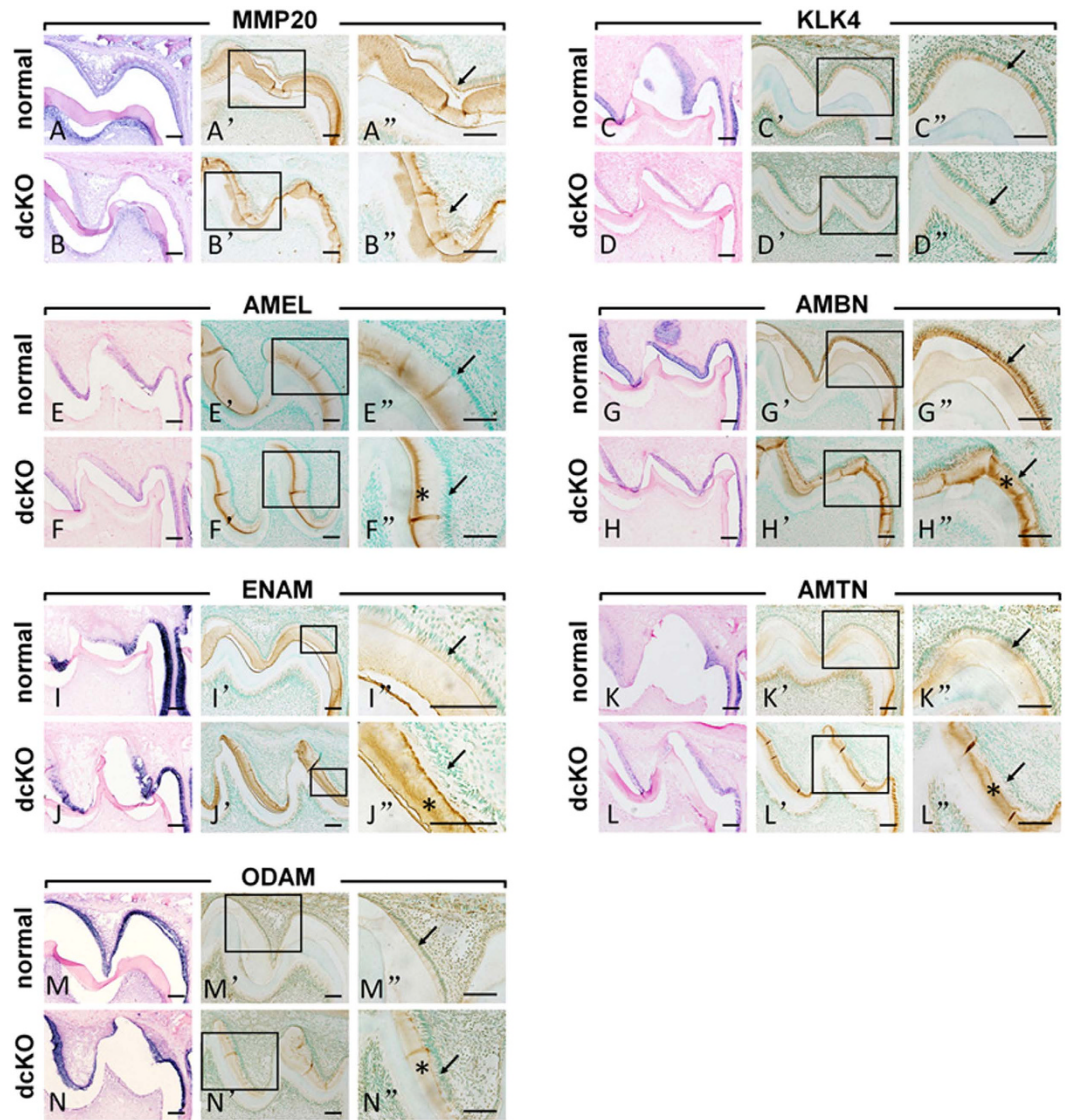 MMP20
normal
A A’ A”
dcKO
B B’ B” *
KLK4
normal
C C’ C”
dcKO
D D’ D”
AMEL
normal
E E’ E”
dcKO
F F’ F” *
AMBN
normal
G G’ G”
dcKO
H H’ H” *
ENAM
normal
I I’ I”
dcKO
J J’ J” *
AMTN
normal
K K’ K”
dcKO
L L’ L” *
ODAM
normal
M M’ M”
dcKO
N N’ N” *